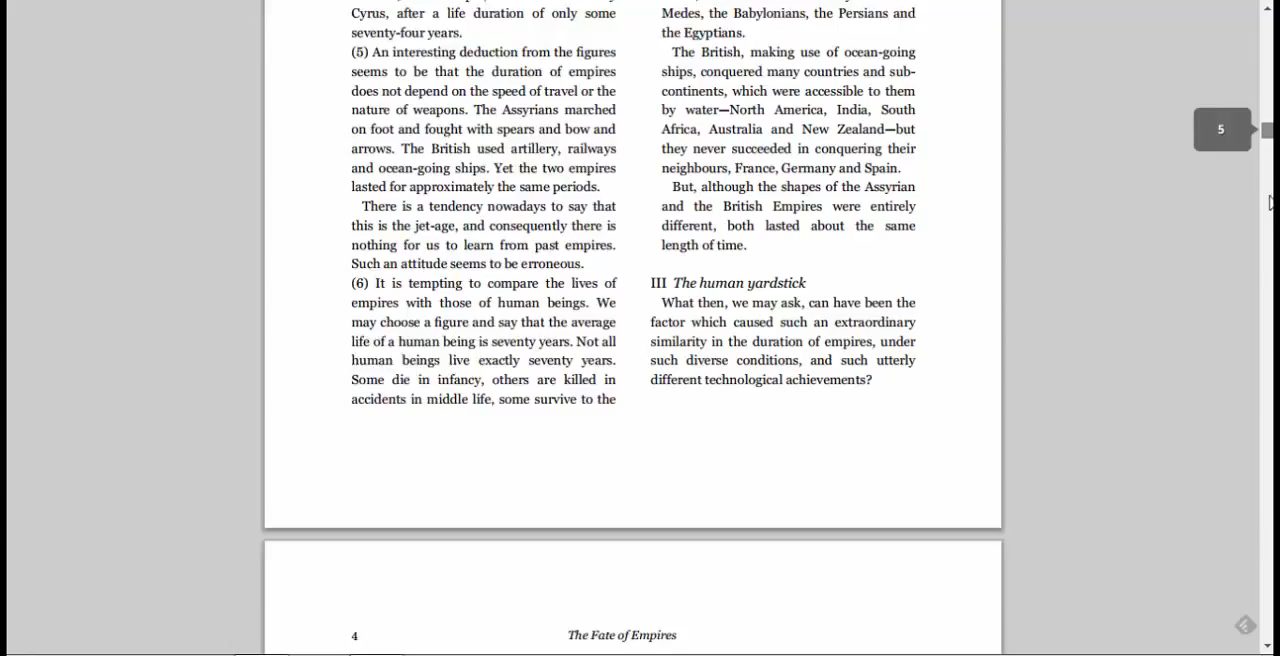 Cyrus, after a life duration of only some
seventy-four years.
(5) An interesting deduction from the figures
seems to be that the duration of empires
does not depend on the speed of travel or the
nature of weapons. The Assyrians marched
on foot and fought with spears and bow and
arrows. The British used artillery, railways
and ocean-going ships. Yet the two empires
lasted for approximately the same periods.
There is a tendency nowadays to say that
this is the jet-age, and consequently there is
nothing for us to learn from past empires.
Such an attitude seems to be erroneous.
(6) It is tempting to compare the lives of
empires with those of human beings. We
may choose a figure and say that the average
life of a human being is seventy years. Not all
human beings live exactly seventy years.
Some die in infancy, others are killed in
accidents in middle life, some survive to the
Medes, the Babylonians, the Persians and
the Egyptians.
The British, making use of ocean-going
ships, conquered many countries and sub-
continents, which were accessible to them
by water—North America, India, South
Africa, Australia and New Zealand—but
they never succeeded in conquering their
neighbours, France, Germany and Spain.
But, although the shapes of the Assyrian
and the British Empires were entirely
different, both lasted about the same
length of time.
III The human yardstick
What then, we may ask, can have been the
factor which caused such an extraordinary
similarity in the duration of empires, under
such diverse conditions, and such utterly
different technological achievements?
5
4 The Fate of Empires